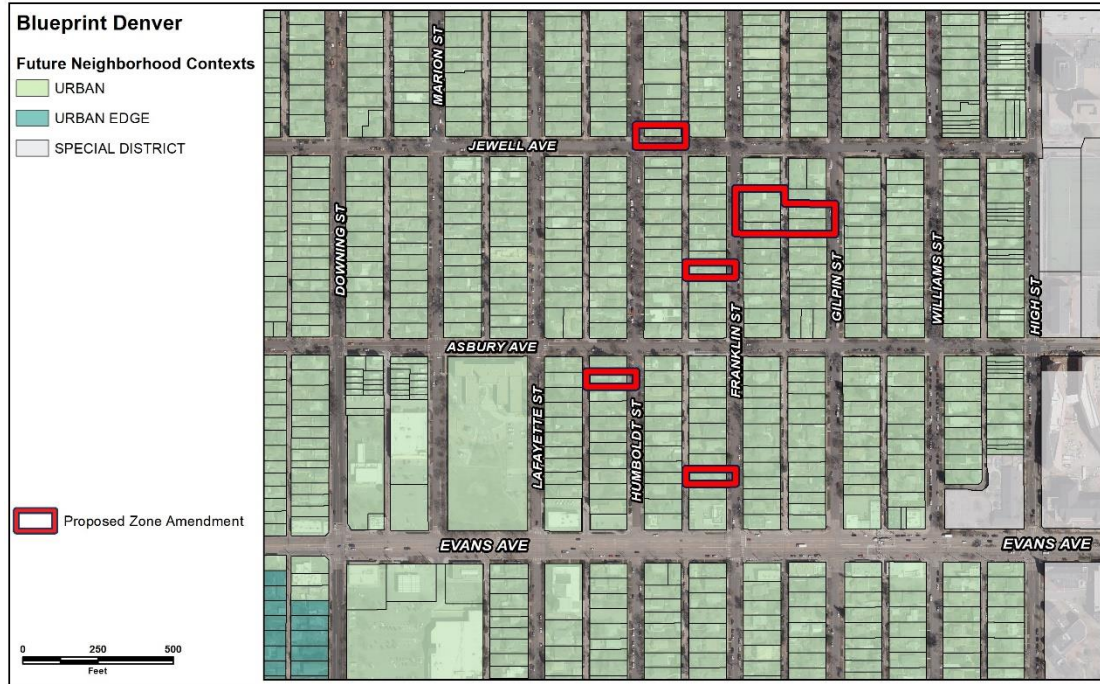 Blueprint Denver
Future Neighborhood Contexts
URBAN
URBAN EDGE
SPECIAL DISTRICT
Proposed Zone Amendment
0 250 500
Feet
MARION ST
JEWELL AVE
DOWNING ST
GILPIN ST
WILLIAMS ST
HIGH ST
FRANKLIN ST
ASBURY AVE
LAFAYETTE ST
HUMBOLDT ST
EVANS AVE
EVANS AVE